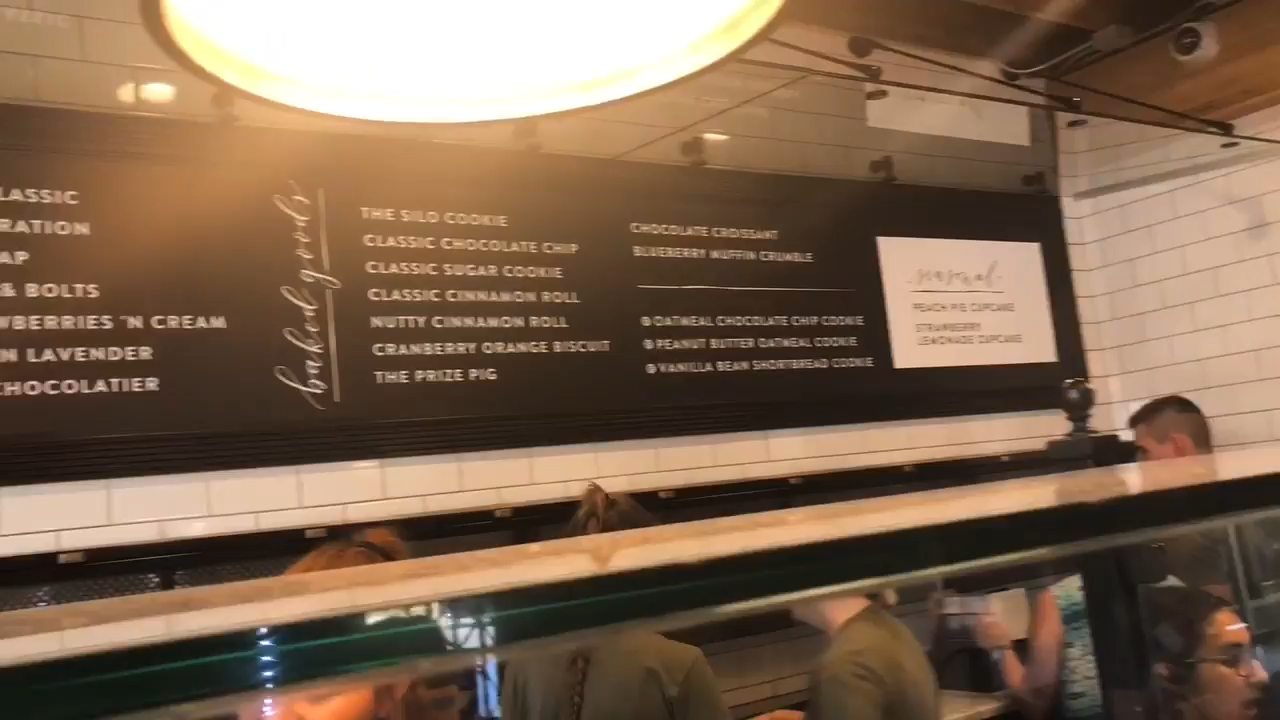 LASSIC
RATION
AP
& BOLTS
WBERRIES 'N CREAM
N LAVENDER
CHOCOLATIER
baked goods
THE SILO COOKIE
CLASSIC CHOCOLATE CHIP
CLASSIC SUGAR COOKIE
CLASSIC CINNAMON ROLL
NUTTY CINNAMON ROLL
CRANBERRY ORANGE BISCUIT
THE PRIZE PIG
CHOCOLATE CROISSANT
BLUEBERRY MUFFIN CRUMBLE
OATMEAL CHOCOLATE CHIP COOKIE
PEANUT BUTTER OATMEAL COOKIE
VANILLA BEAN SHORTBREAD COOKIE
seasonal
PEACH PIE CUPCAKE
STRAWBERRY
LEMONADE CUPCAKE